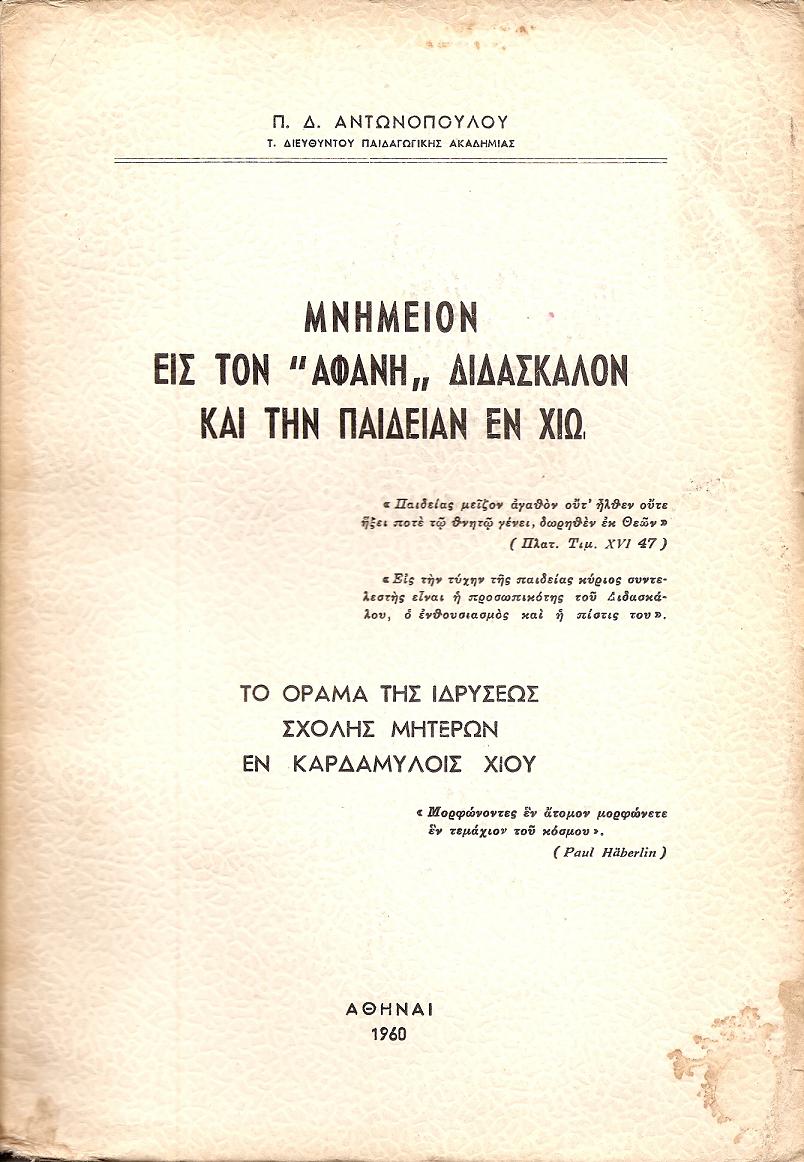 Π. Δ. ΑΝΤΩΝΟΠΟΥΛΟΥ
Τ. ΔΙΕΥΘΥΝΤΟΥ ΠΑΙΔΑΓΩΓΙΚΗΣ ΑΚΑΔΗΜΙΑΣ
ΜΝΗΜΕΙΟΝ
ΕΙΣ ΤΟΝ "ΑΦΑΝΗ„ ΔΙΔΑΣΚΑΛΟΝ
ΚΑΙ ΤΗΝ ΠΑΙΔΕΙΑΝ ΕΝ ΧΙΩι
« Παιδείας μεῖζον ἀγαθὸν οὔτ' ἦλθεν οὔτε
ἥξει ποτὲ τῷ θνητῷ γένει, δωρηθὲν ἐκ Θεῶν»
( Πλατ. Τιμ. XVI 47 )
« Εἰς τὴν τύχην τῆς παιδείας κύριος συντε-
λεστὴς εἶναι ἡ προσωπικότης τοῦ Διδασκά-
λου, ὁ ἐνθουσιασμὸς καὶ ἡ πίστις του ».
ΤΟ ΟΡΑΜΑ ΤΗΣ ΙΔΡΥΣΕΩΣ
ΣΧΟΛΗΣ ΜΗΤΕΡΩΝ
ΕΝ ΚΑΡΔΑΜΥΛΟΙΣ ΧΙΟΥ
« Μορφώνοντες ἓν ἄτομον μορφώνετε
ἓν τεμάχιον τοῦ κόσμου ».
( Paul Häberlin )
ΑΘΗΝΑΙ
1960